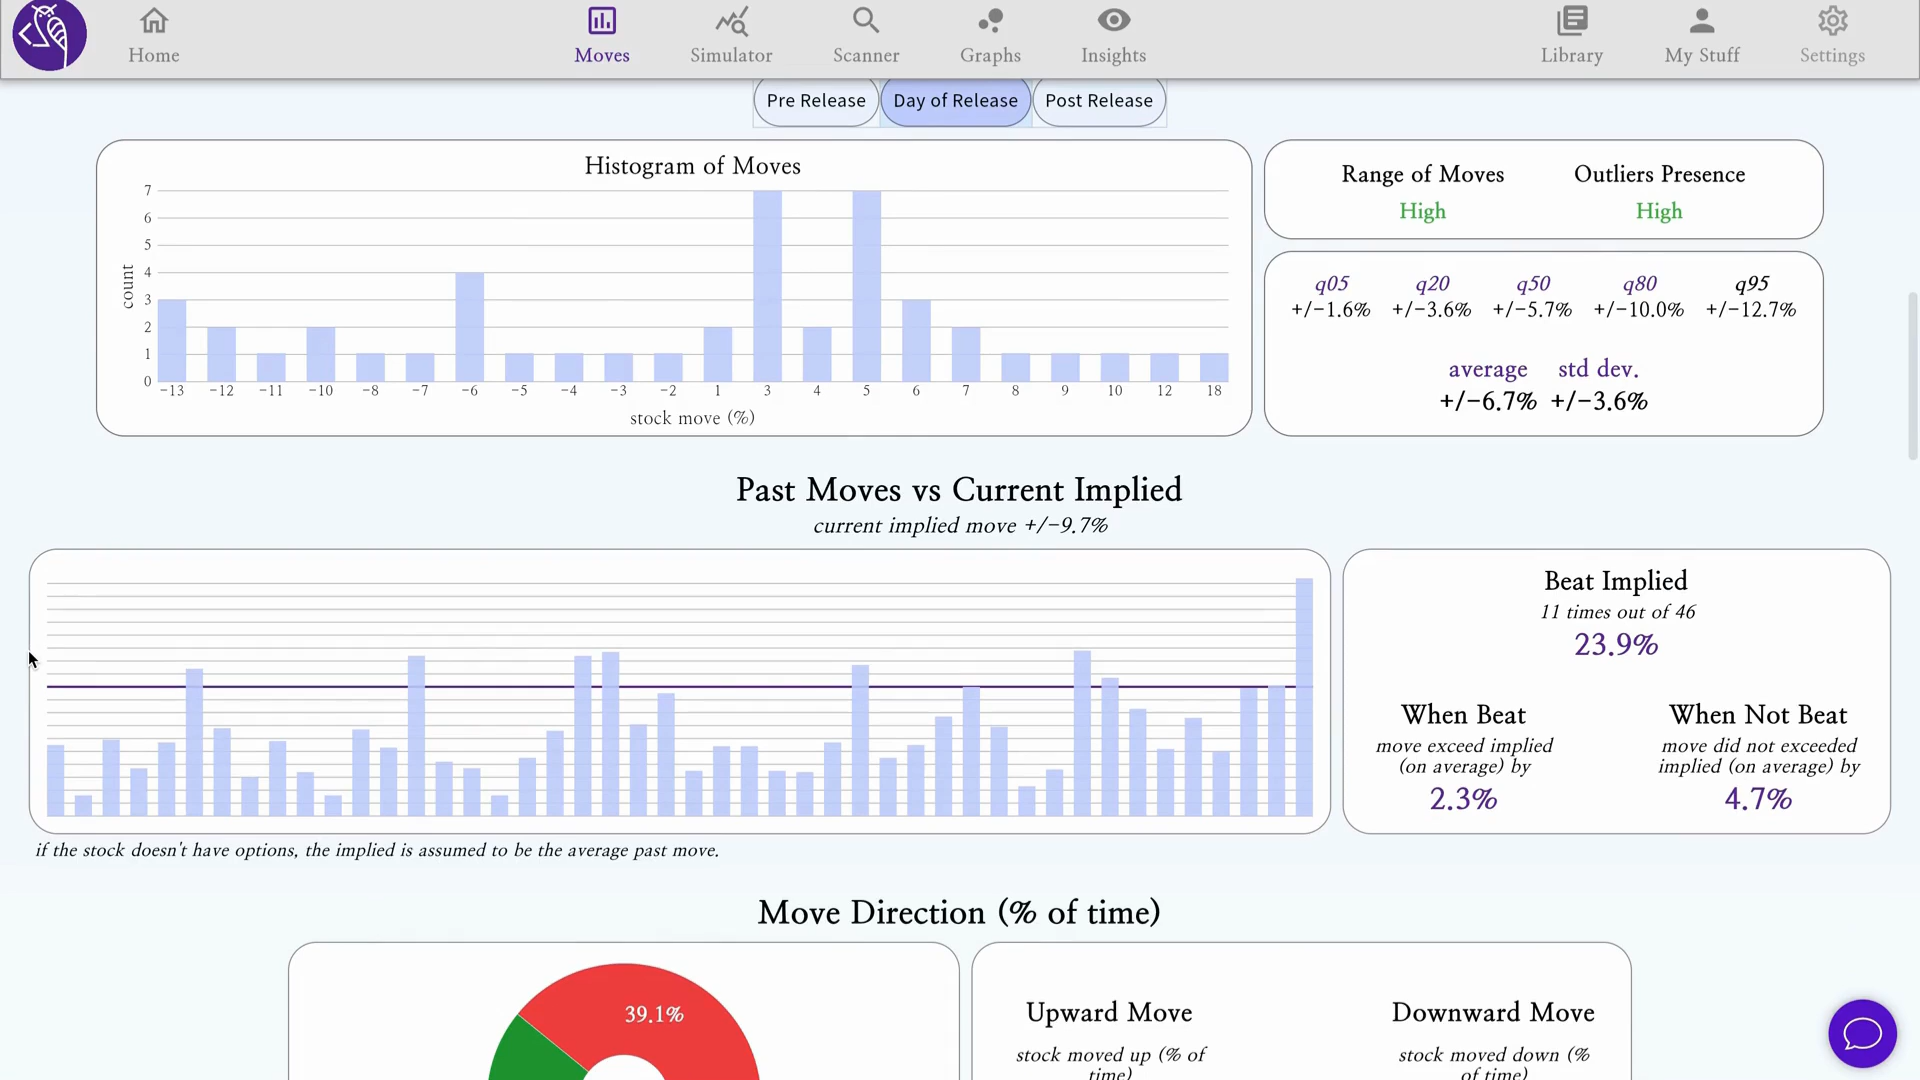 Home
Moves
Simulator
Scanner
Graphs
Insights
Library
My Stuff
Settings
Pre Release
Day of Release
Post Release
Histogram of Moves
7
6
5
4
3
2
1
0
count
−13 −12 −11 −10 −8 −7 −6 −5 −4 −3 −2 1 3 4 5 6 7 8 9 10 12 18
stock move (%)
Range of Moves
High
Outliers Presence
High
q05 q20 q50 q80 q95
+/−1.6% +/−3.6% +/−5.7% +/−10.0% +/−12.7%
average std dev.
+/−6.7% +/−3.6%
Past Moves vs Current Implied
current implied move +/−9.7%
Beat Implied
11 times out of 46
23.9%
When Beat
move exceed implied
(on average) by
2.3%
When Not Beat
move did not exceeded
implied (on average) by
4.7%
if the stock doesn't have options, the implied is assumed to be the average past move.
Move Direction (% of time)
39.1%
Upward Move
stock moved up (% of
time)
Downward Move
stock moved down (%
of time)